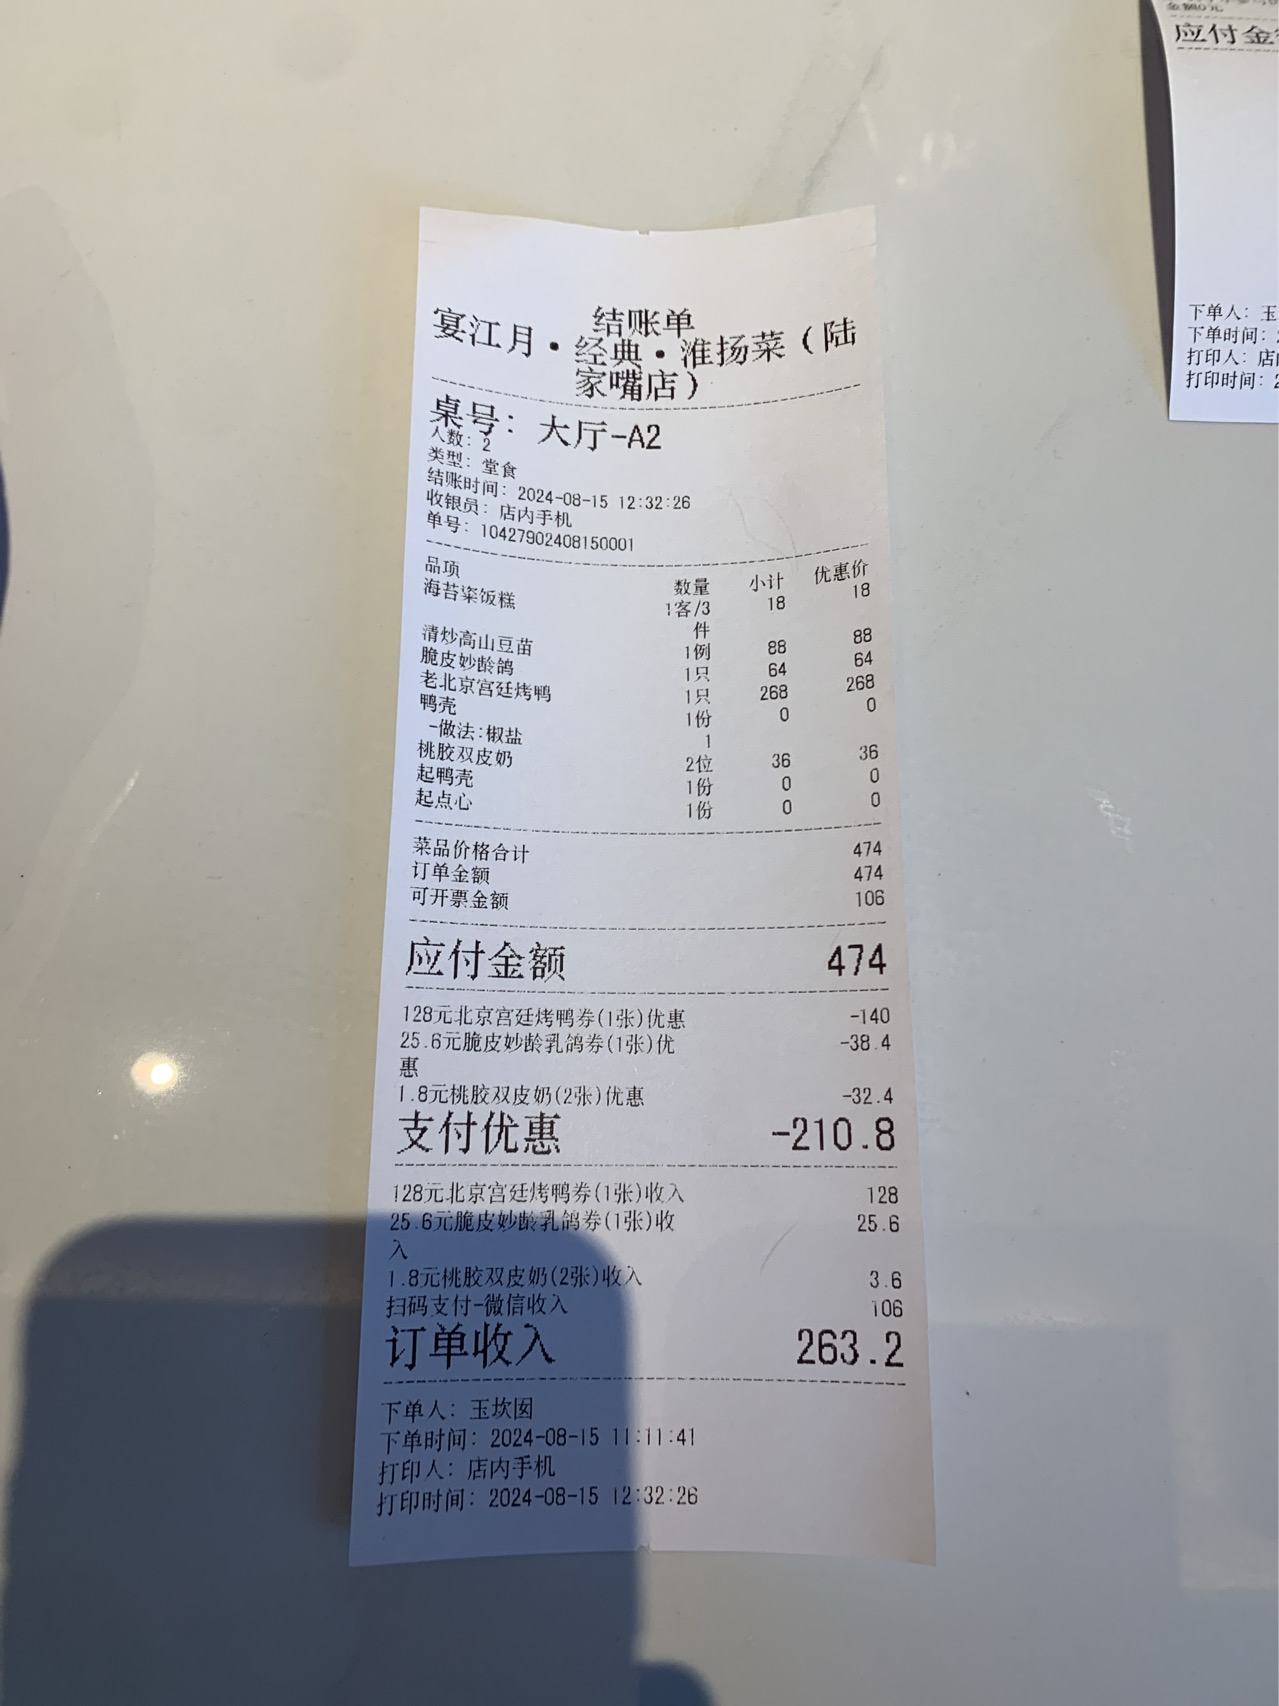 结账单
宴江月·经典·淮扬菜（陆
家嘴店）
桌号：大厅-A2
人数：2
类型：堂食
结账时间：2024-08-15 12:32:26
收银员：店内手机
单号：10427902408150001
品项 数量 小计 优惠价
海苔粢饭糕 1客/3 18 18
件
清炒高山豆苗 1例 88 88
脆皮妙龄鸽 1只 64 64
老北京宫廷烤鸭 1只 268 268
鸭壳 1份 0 0
-做法:椒盐 1
桃胶双皮奶 2位 36 36
起鸭壳 1份 0 0
起点心 1份 0 0
菜品价格合计 474
订单金额 474
可开票金额 106
应付金额 474
128元北京宫廷烤鸭券(1张)优惠 -140
25.6元脆皮妙龄乳鸽券(1张)优 -38.4
惠
1.8元桃胶双皮奶(2张)优惠 -32.4
支付优惠 -210.8
128元北京宫廷烤鸭券(1张)收入 128
25.6元脆皮妙龄乳鸽券(1张)收 25.6
入
1.8元桃胶双皮奶(2张)收入 3.6
扫码支付-微信收入 106
订单收入 263.2
下单人：玉坎囡
下单时间：2024-08-15 11:11:41
打印人：店内手机
打印时间：2024-08-15 12:32:26
金额0元
应付金
下单人：玉
下单时间：
打印人：店
打印时间：2